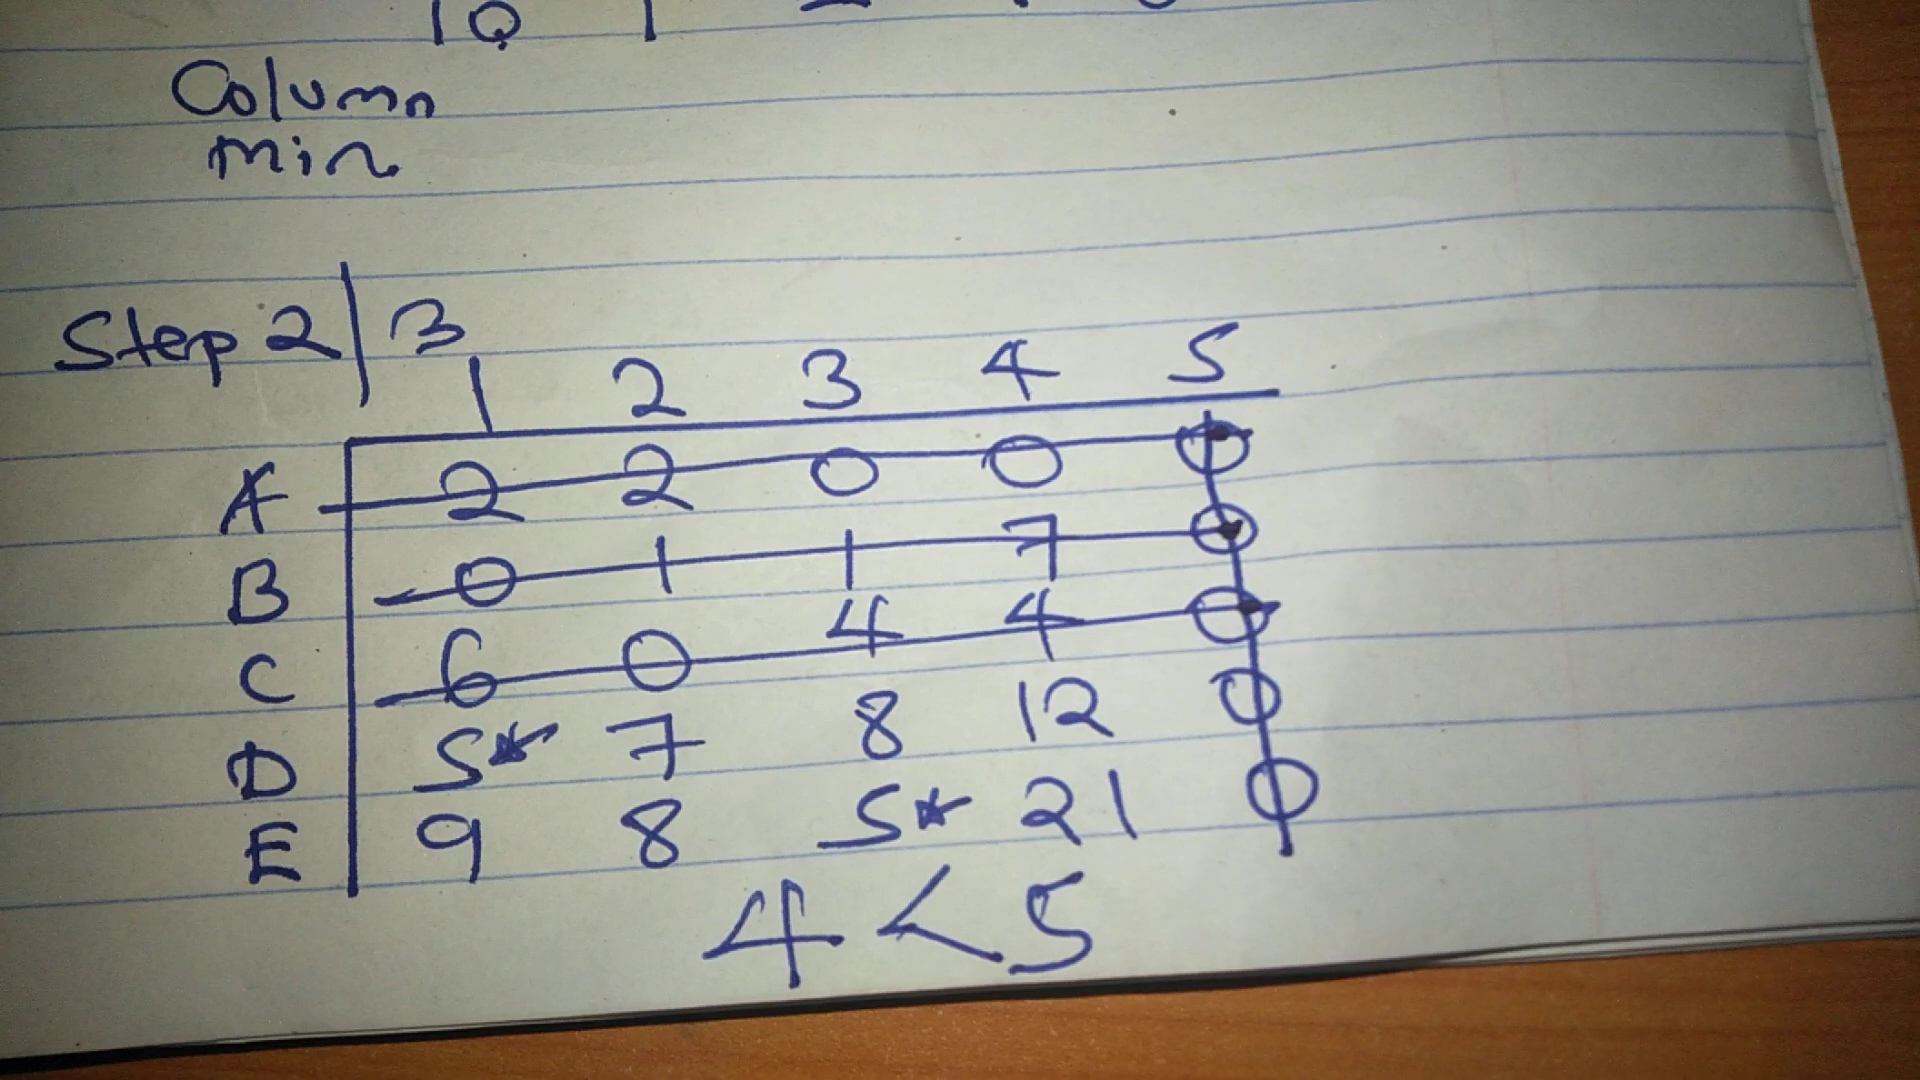 Column
min
Step 2 | 3
1 2 3 4 5
A 2 2 0 0 0
B 0 1 1 7 0
C 6 0 4 4 0
D 5* 7 8 12 0
E 9 8 5* 21 0
4 < 5